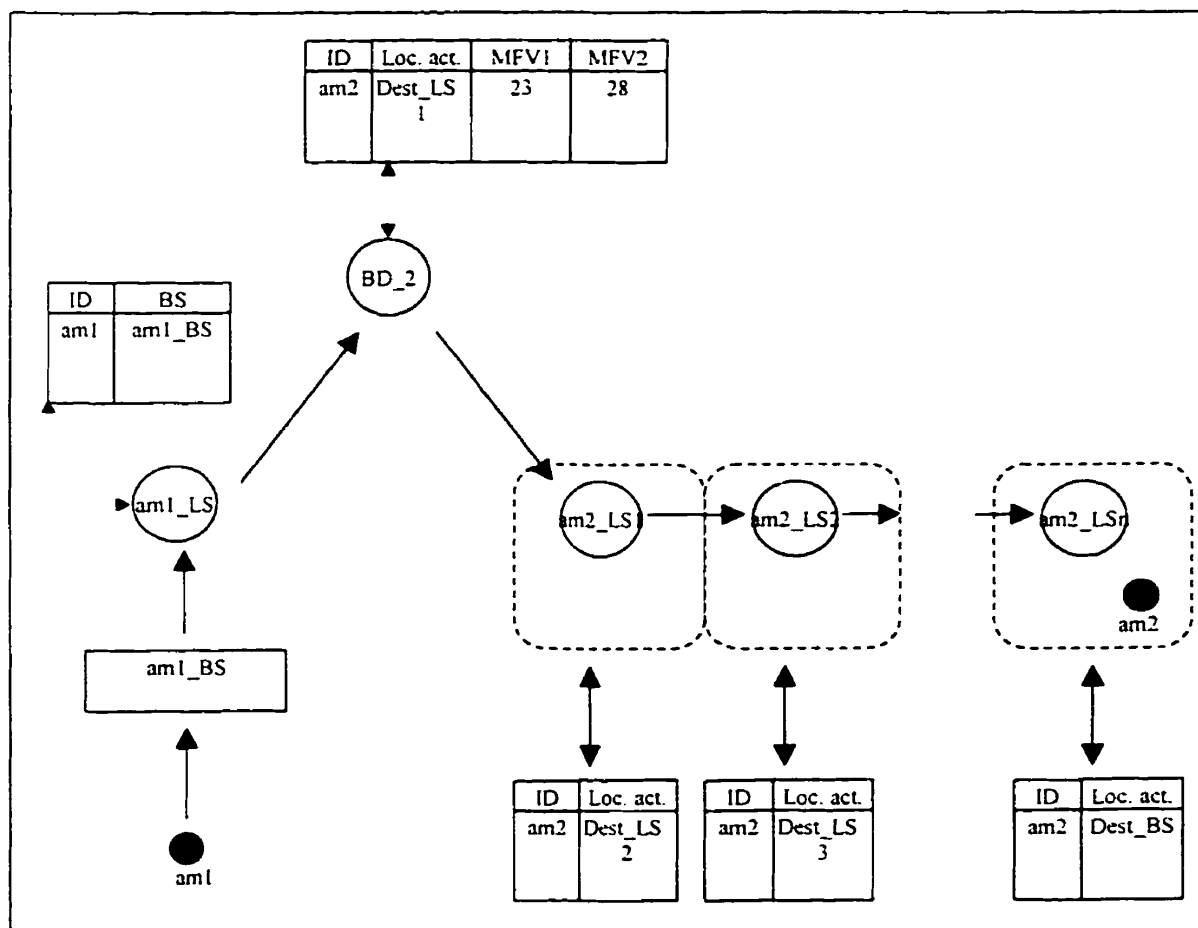 ID Loc. act. MFV1 MFV2
am2 Dest_LS 23 28
1
BD_2
ID BS
am1 am1_BS
am1_LS
am2_LS1 am2_LS2 am2_LSn
am2
am1_BS
ID Loc. act. ID Loc. act. ID Loc. act.
am2 Dest_LS am2 Dest_LS am2 Dest_BS
2 3
am1